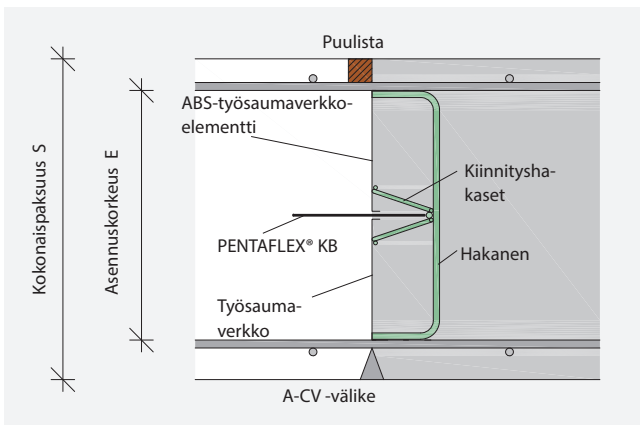 Puulista
ABS-työsaumaverkko-
elementti
Kiinnitysha-
kaset
PENTAFLEX® KB
Hakanen
Työsauma-
verkko
A-CV -välike
Kokonaispaksuus S
Asennuskorkeus E